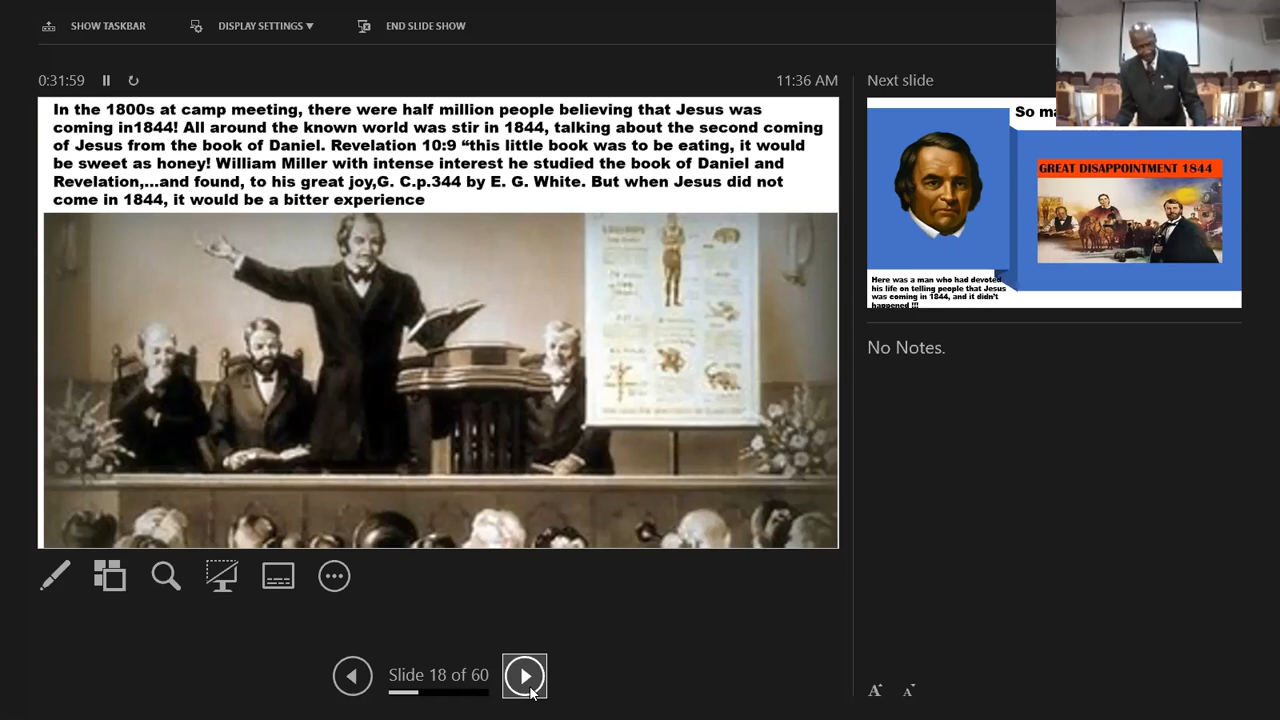 SHOW TASKBAR
DISPLAY SETTINGS ▼
END SLIDE SHOW
0:31:59
11:36 AM
In the 1800s at camp meeting, there were half million people believing that Jesus was
coming in1844! All around the known world was stir in 1844, talking about the second coming
of Jesus from the book of Daniel. Revelation 10:9 “this little book was to be eating, it would
be sweet as honey! William Miller with intense interest he studied the book of Daniel and
Revelation,...and found, to his great joy,G. C.p.344 by E. G. White. But when Jesus did not
come in 1844, it would be a bitter experience
Slide 18 of 60
Next slide
So
GREAT DISAPPOINTMENT 1844
Here was a man who had devoted
his life on telling people that Jesus
was coming in 1844, and it didn't
happened !!!
No Notes.
A A